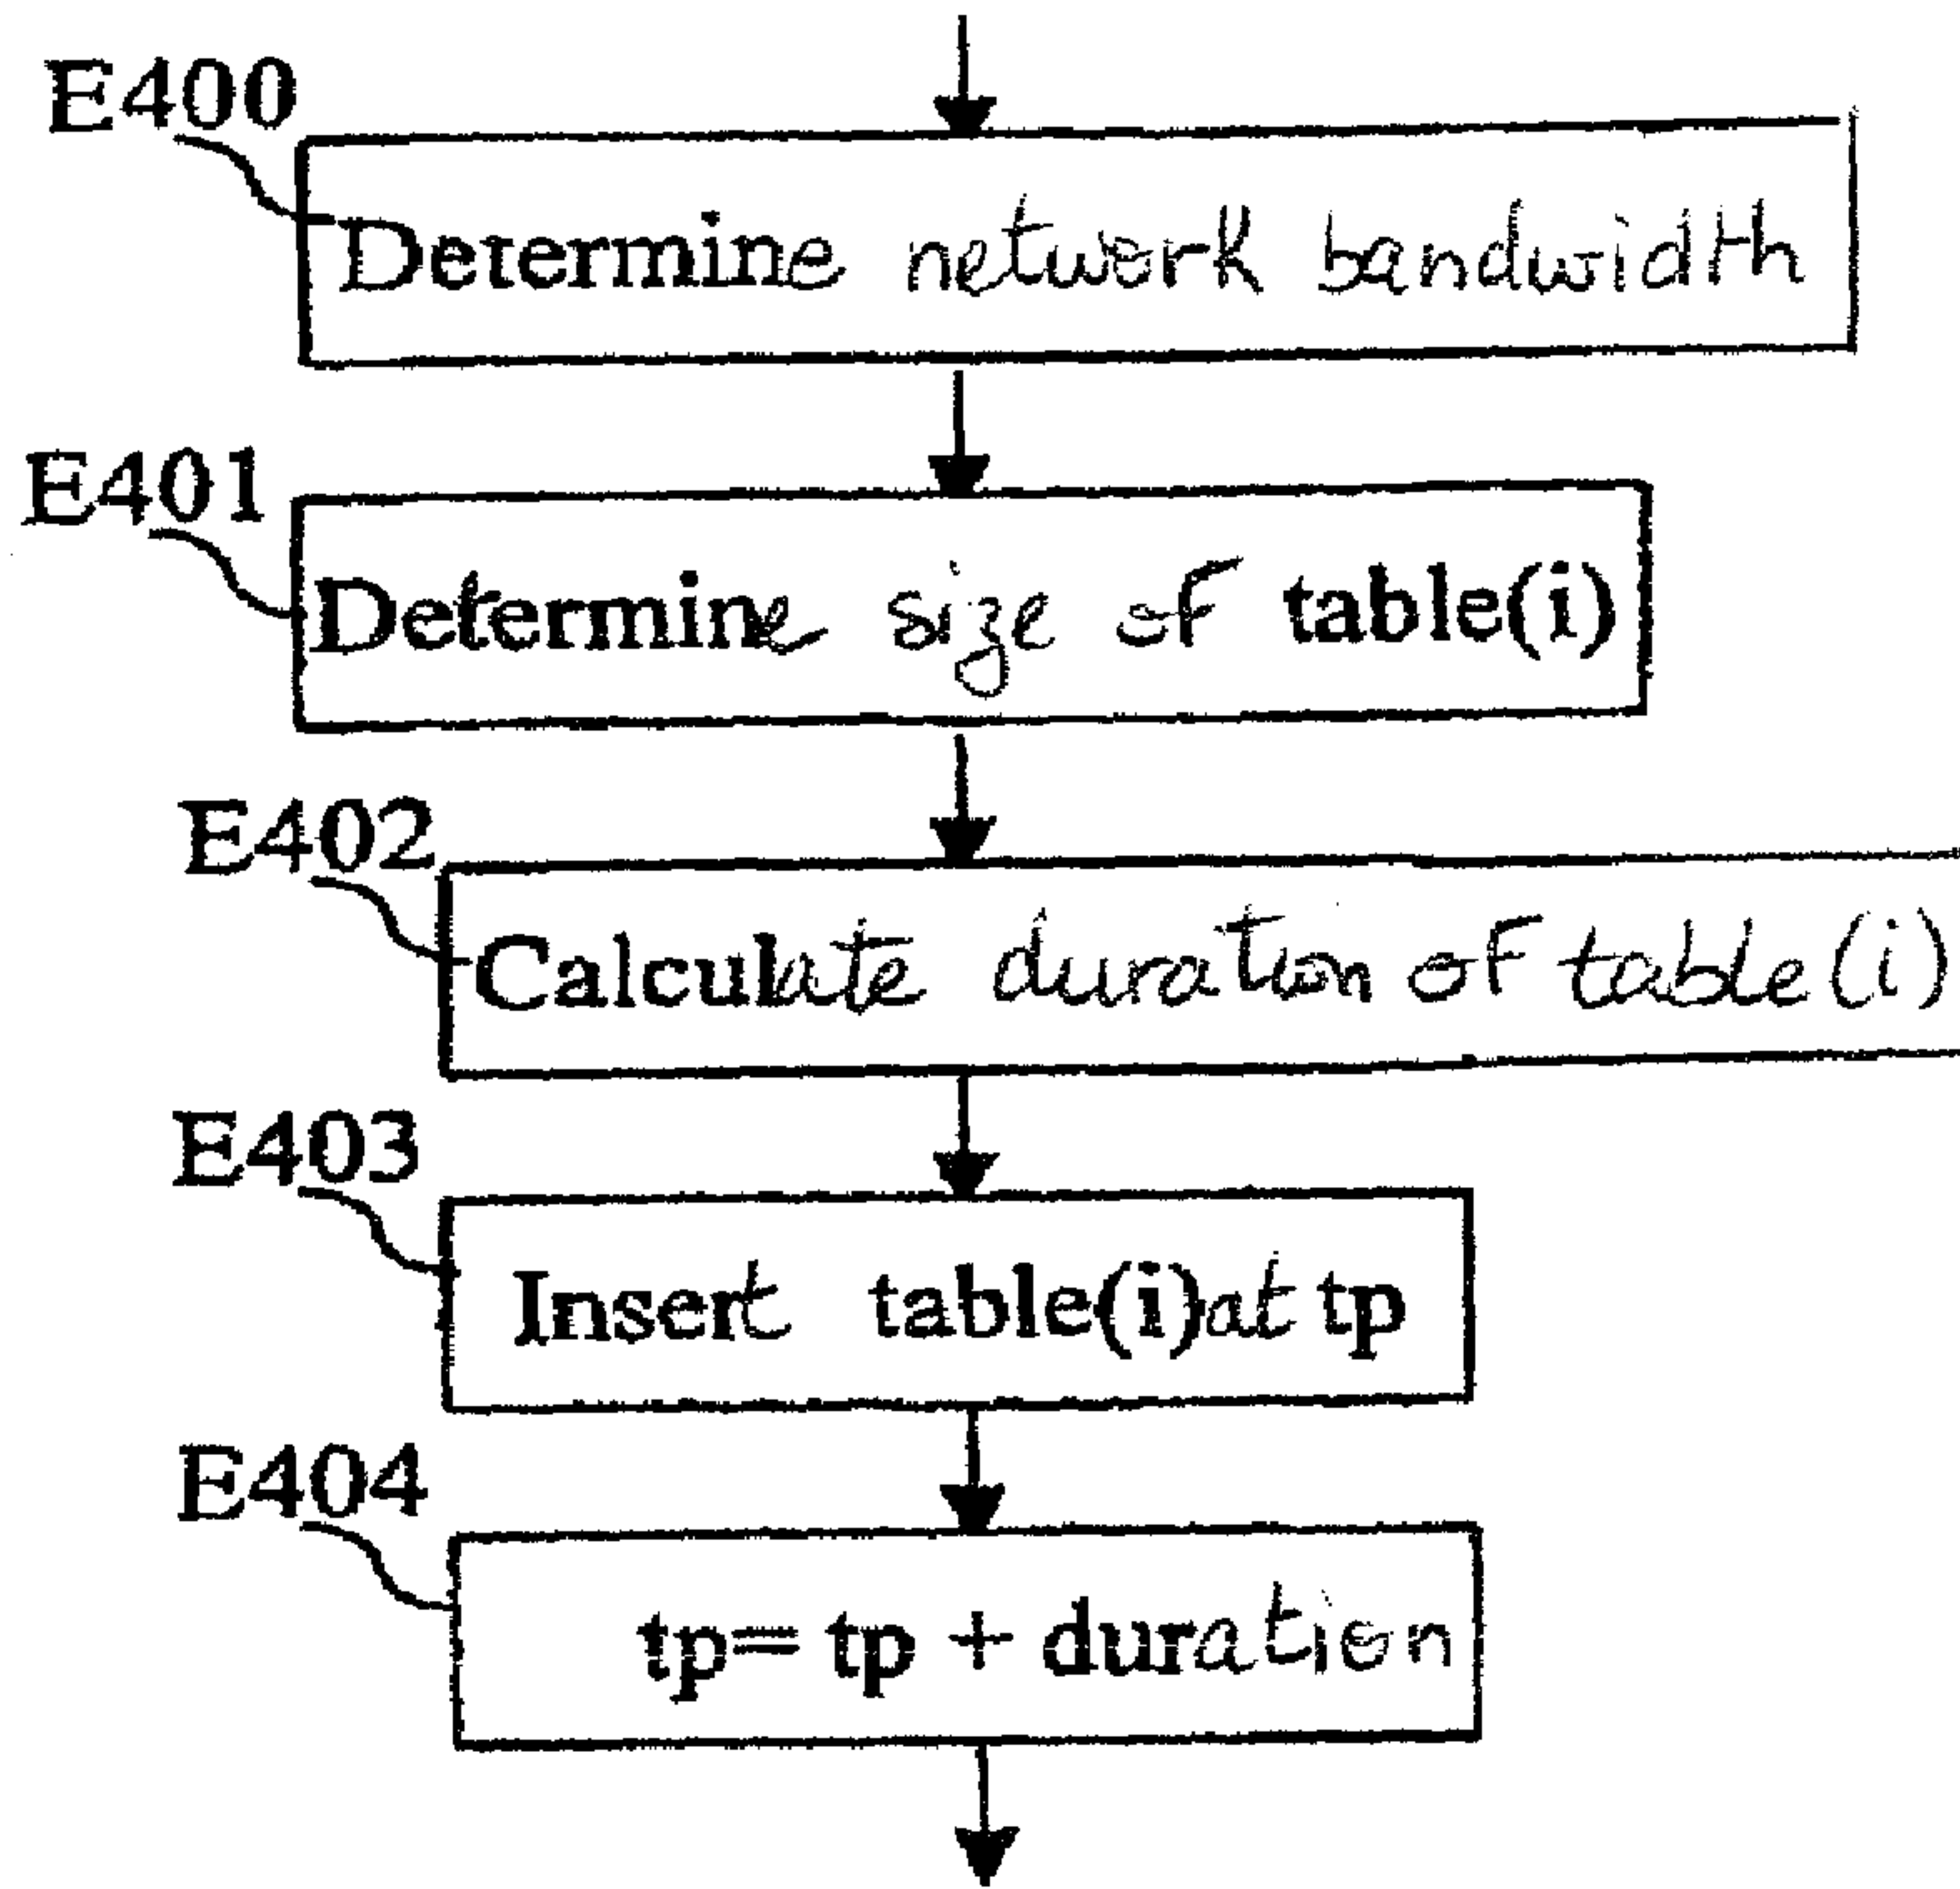 E400
Determine network bandwidth
E401
Determine size of table(i)
E402
Calculate duration of table(i)
E403
Insert table(i) at tp
E404
tp= tp + duration